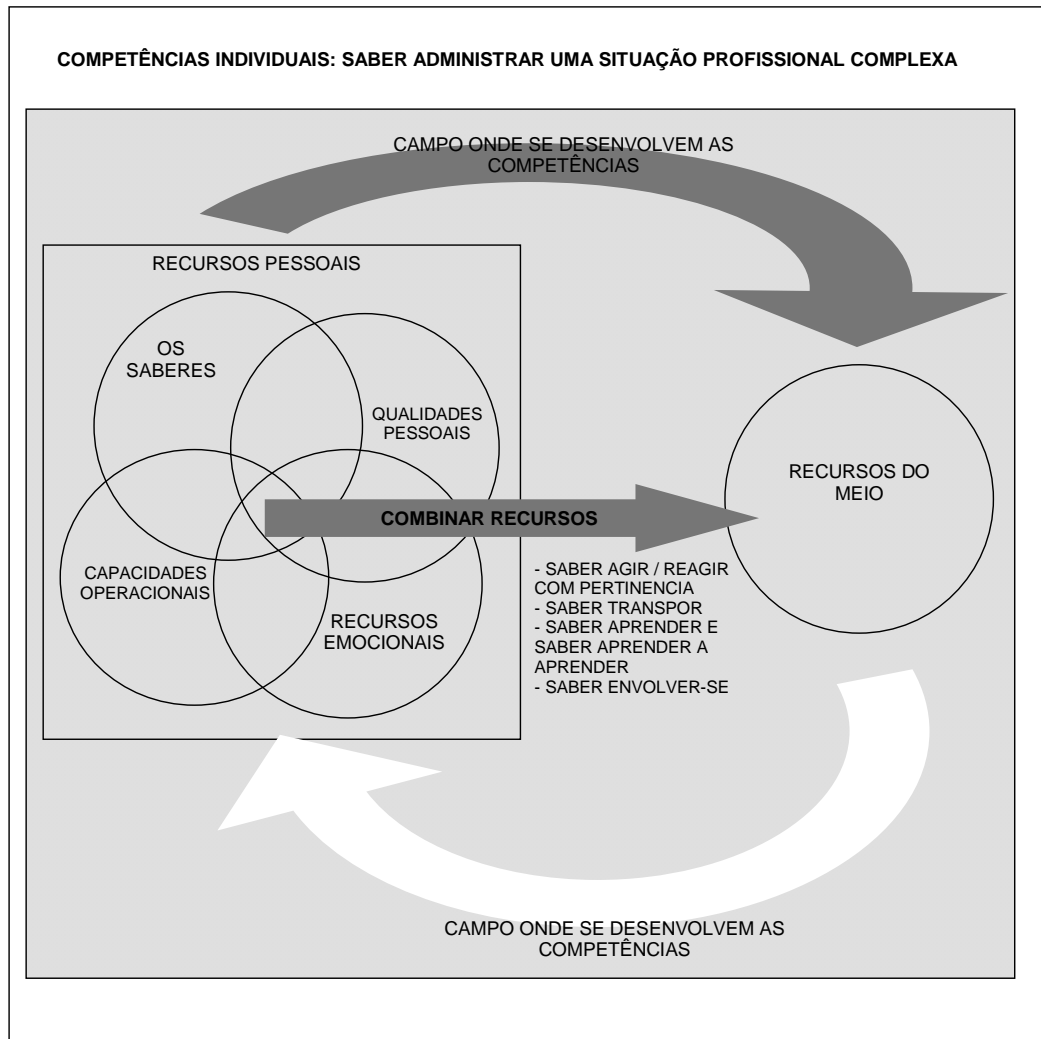 COMPETÊNCIAS INDIVIDUAIS: SABER ADMINISTRAR UMA SITUAÇÃO PROFISSIONAL COMPLEXA
CAMPO ONDE SE DESENVOLVEM AS
COMPETÊNCIAS
RECURSOS PESSOAIS
OS
SABERES
QUALIDADES
PESSOAIS
RECURSOS DO
MEIO
COMBINAR RECURSOS
CAPACIDADES
OPERACIONAIS
RECURSOS
EMOCIONAIS
- SABER AGIR / REAGIR
COM PERTINENCIA
- SABER TRANSPOR
- SABER APRENDER E
SABER APRENDER A
APRENDER
- SABER ENVOLVER-SE
CAMPO ONDE SE DESENVOLVEM AS
COMPETÊNCIAS